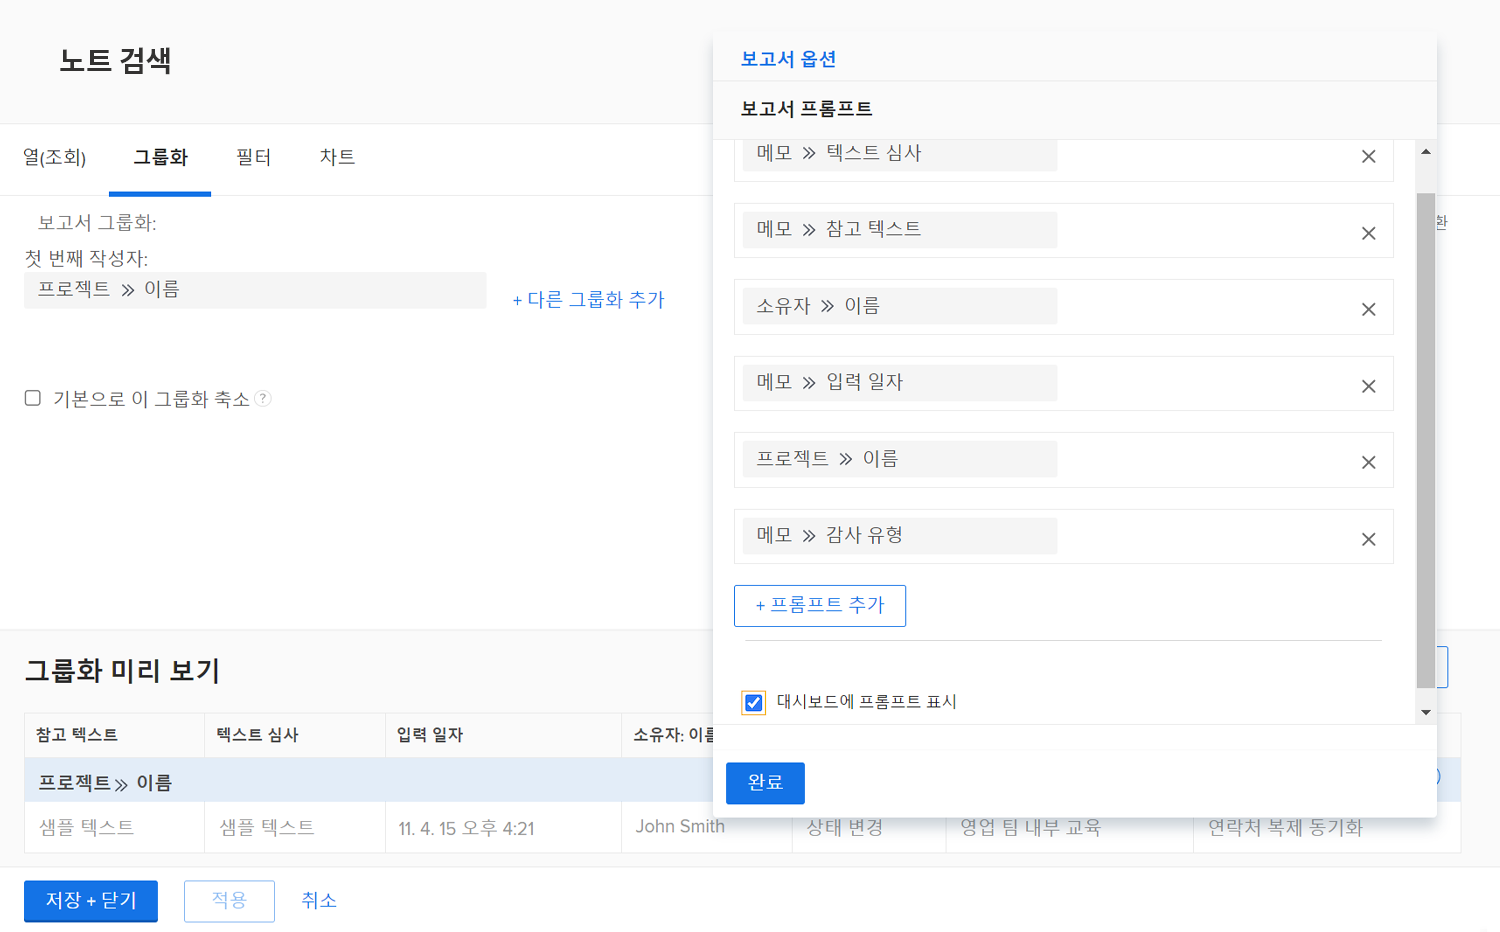 노트 검색
열(조회) 그룹화 필터 차트
보고서 그룹화:
첫 번째 작성자:
프로젝트 » 이름
+ 다른 그룹화 추가
기본으로 이 그룹화 축소 ?
보고서 옵션
보고서 프롬프트
메모 » 텍스트 심사
메모 » 참고 텍스트
소유자 » 이름
메모 » 입력 일자
프로젝트 » 이름
메모 » 감사 유형
+ 프롬프트 추가
대시보드에 프롬프트 표시
완료
환
그룹화 미리 보기
참고 텍스트 텍스트 심사 입력 일자 소유자: 이름
프로젝트 » 이름
샘플 텍스트 샘플 텍스트 11. 4. 15 오후 4:21 John Smith 상태 변경 영업 팀 내부 교육 연락처 복제 동기화
저장 + 닫기 적용 취소